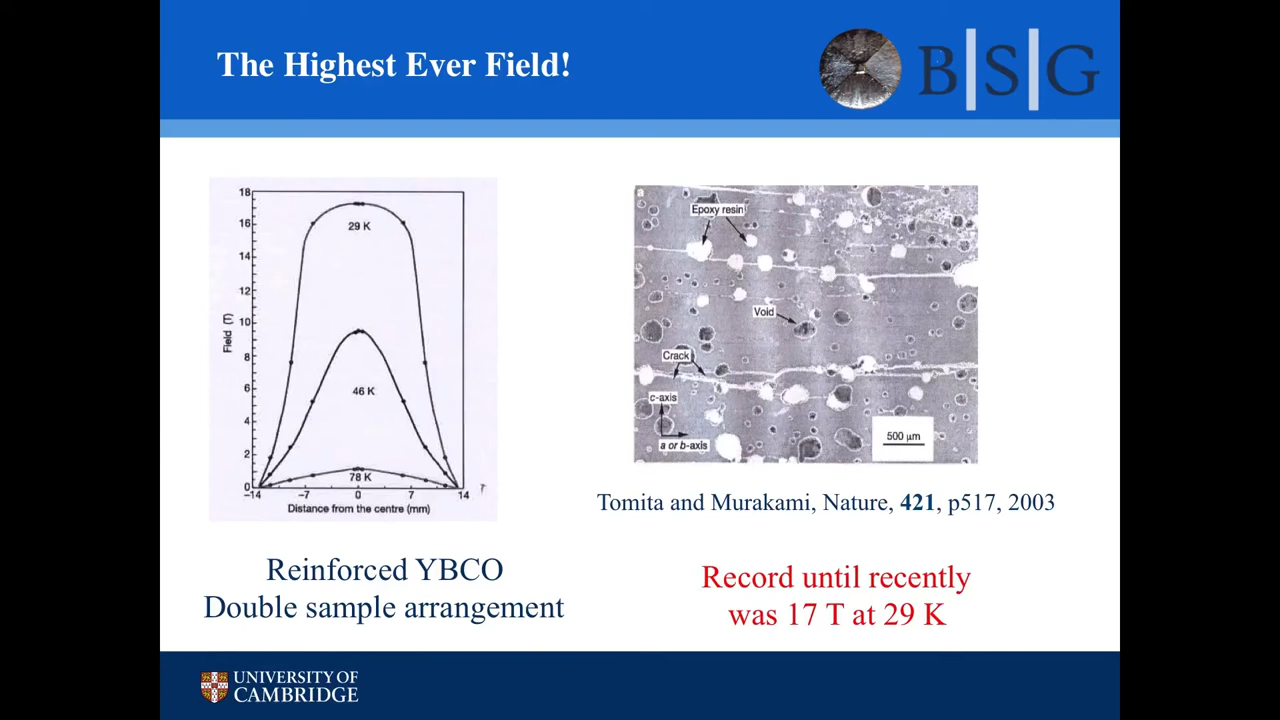 The Highest Ever Field!
B|S|G
18
16
14
12
10
8
6
4
2
0
Field (T)
29 K
46 K
78 K
−14
−7
0
7
14
T
Distance from the centre (mm)
a
Epoxy resin
Void
Crack
c-axis
a or b-axis
500 μm
Tomita and Murakami, Nature, 421, p517, 2003
Reinforced YBCO
Double sample arrangement
Record until recently
was 17 T at 29 K
UNIVERSITY OF
CAMBRIDGE